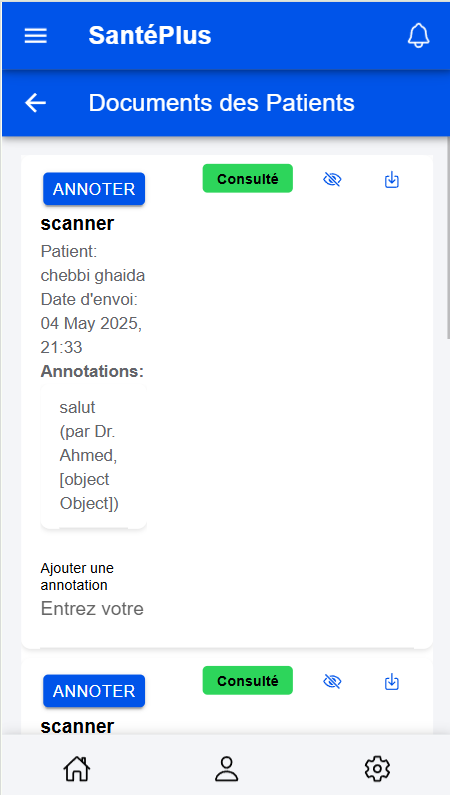 SantéPlus
Documents des Patients
ANNOTER
Consulté
scanner
Patient:
chebbi ghaida
Date d'envoi:
04 May 2025,
21:33
Annotations:
salut
(par Dr.
Ahmed,
[object
Object])
Ajouter une
annotation
Entrez votre
ANNOTER
Consulté
scanner